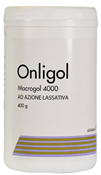 Onligol
Macrogol 4000
AD AZIONE LASSATIVA
400 g